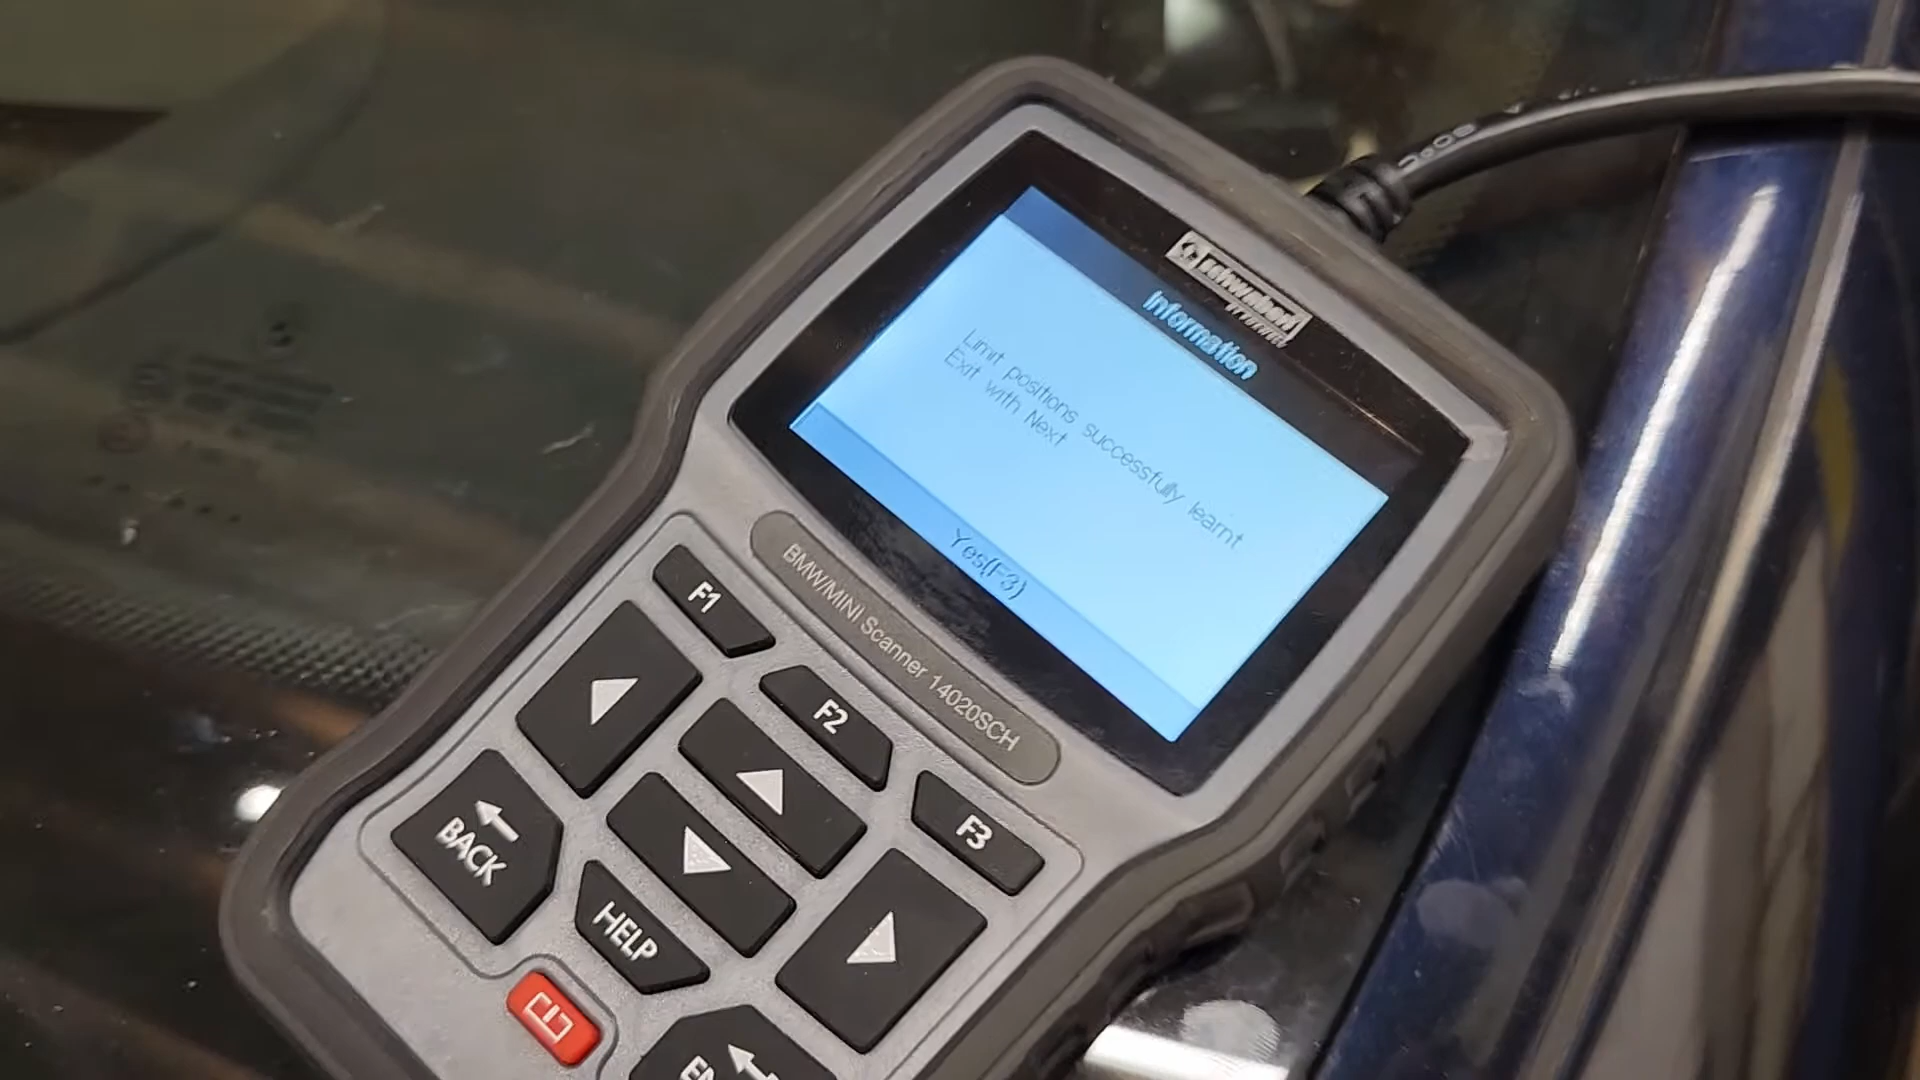 schwaben
Information
Limit positions successfully learnt
Exit with Next
Yes(F3)
BMW/MINI Scanner 14020SCH
F1
F2
F3
BACK
HELP